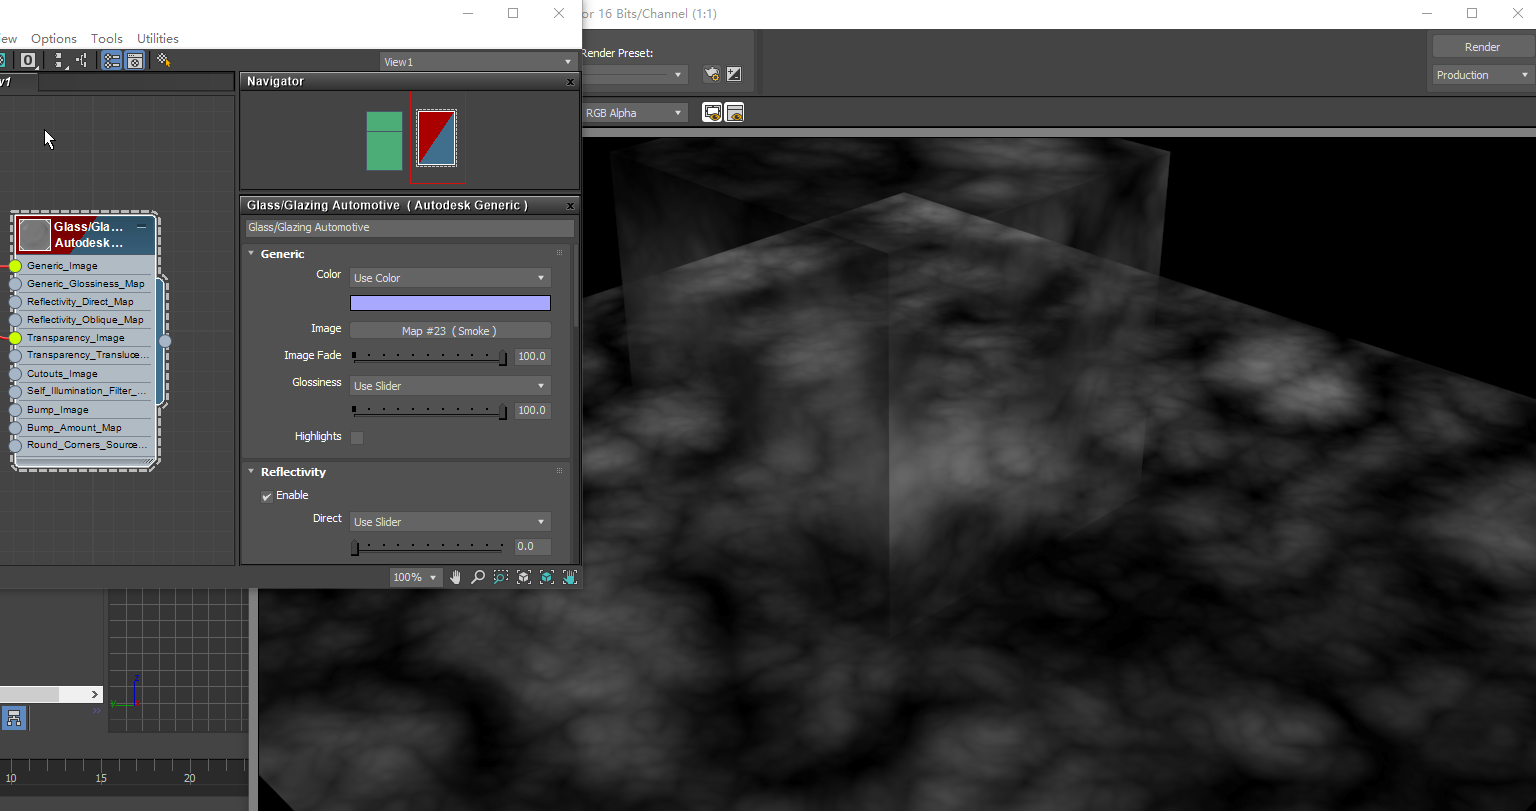 or 16 Bits/Channel (1:1)
ew Options Tools Utilities
Render Preset:
Render
View1
Production
v1
Navigator
RGB Alpha
Glass/Glazing Automotive ( Autodesk Generic )
Glass/Glazing Automotive
Glass/Gla...
Autodesk...
Generic
Generic_Image
Generic_Glossiness_Map
Reflectivity_Direct_Map
Reflectivity_Oblique_Map
Transparency_Image
Transparency_Transluce...
Cutouts_Image
Self_Illumination_Filter_...
Bump_Image
Bump_Amount_Map
Round_Corners_Source...
Color Use Color
Image Map #23 ( Smoke )
Image Fade 100.0
Glossiness Use Slider
100.0
Highlights
Reflectivity
Enable
Direct Use Slider
0.0
100%
z
y
10 15 20